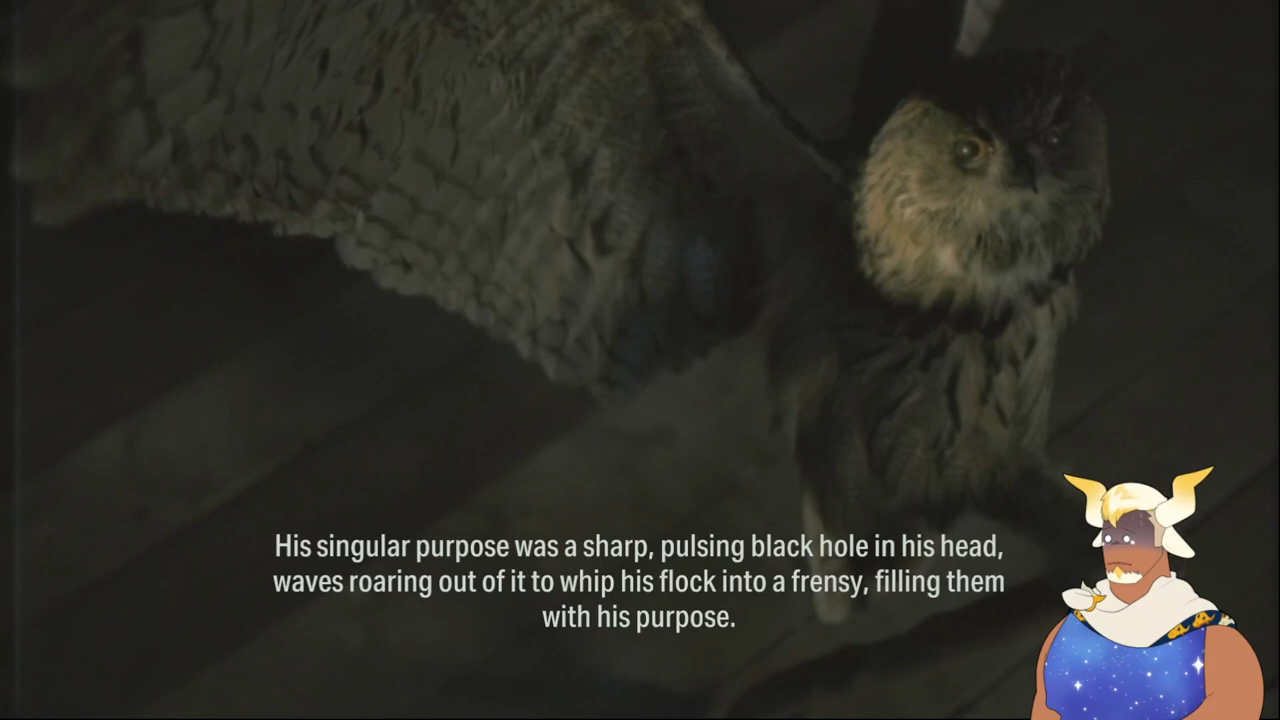 His singular purpose was a sharp, pulsing black hole in his head,
waves roaring out of it to whip his flock into a frensy, filling them
with his purpose.